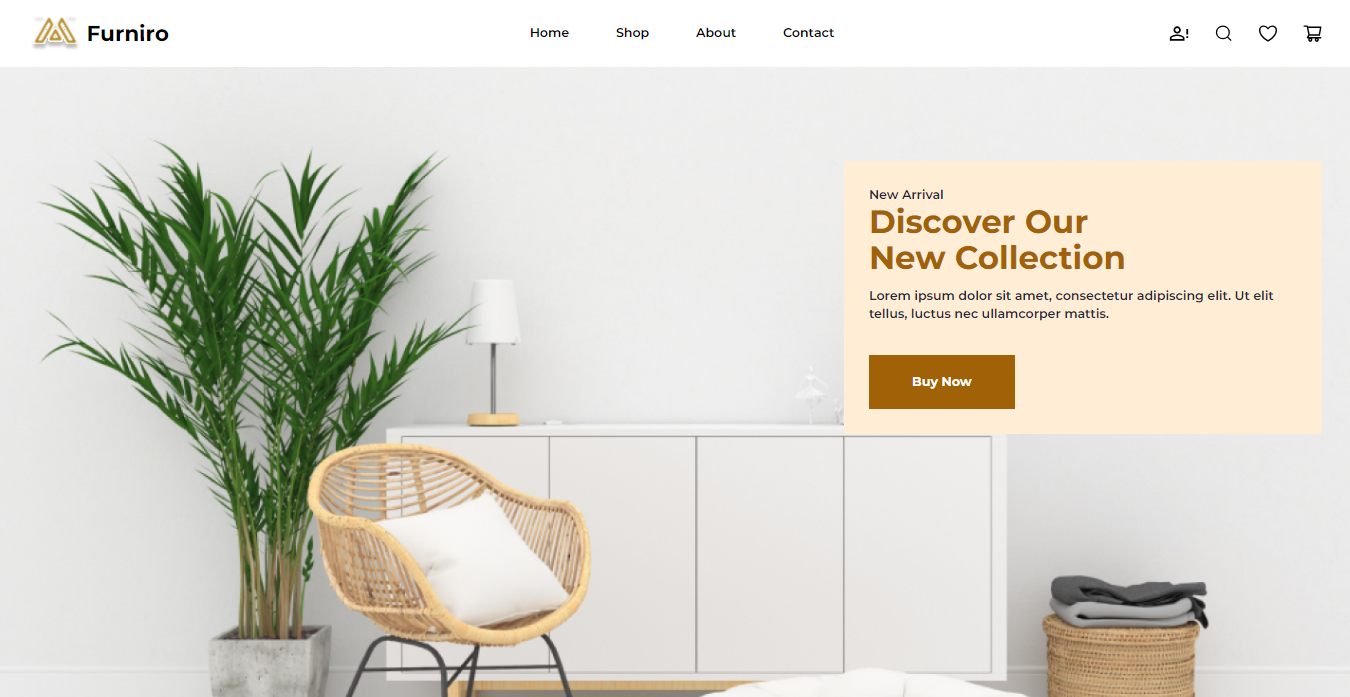 Furniro
Home
Shop
About
Contact
New Arrival
Discover Our
New Collection
Lorem ipsum dolor sit amet, consectetur adipiscing elit. Ut elit
tellus, luctus nec ullamcorper mattis.
Buy Now